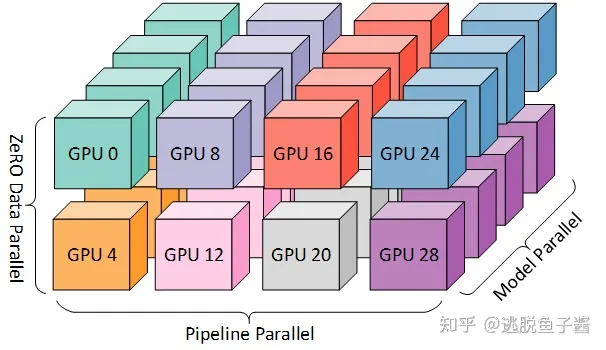 GPU 0
GPU 8
GPU 16
GPU 24
GPU 4
GPU 12
GPU 20
GPU 28
ZeRO Data Parallel
Pipeline Parallel
Model Parallel
知乎 @逃脱鱼子酱